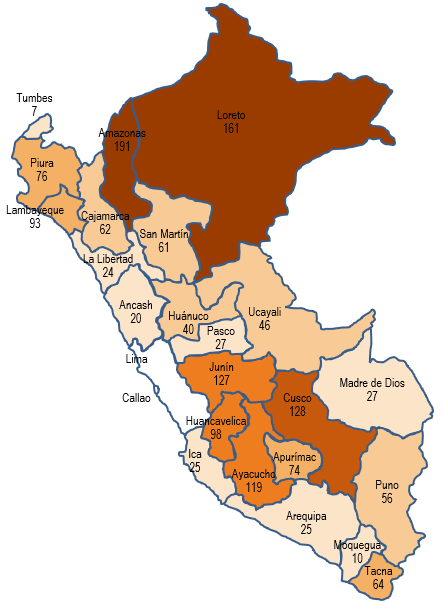 Tumbes
7
Loreto
161
Amazonas
191
Piura
76
Lambayeque
93
Cajamarca
62
San Martín
61
La Libertad
24
Ancash
20
Huánuco
40
Ucayali
46
Pasco
27
Lima
Junín
127
Madre de Dios
27
Callao
Cusco
128
Huancavelica
98
Ica
25
Apurímac
74
Ayacucho
119
Puno
56
Arequipa
25
Moquegua
10
Tacna
64